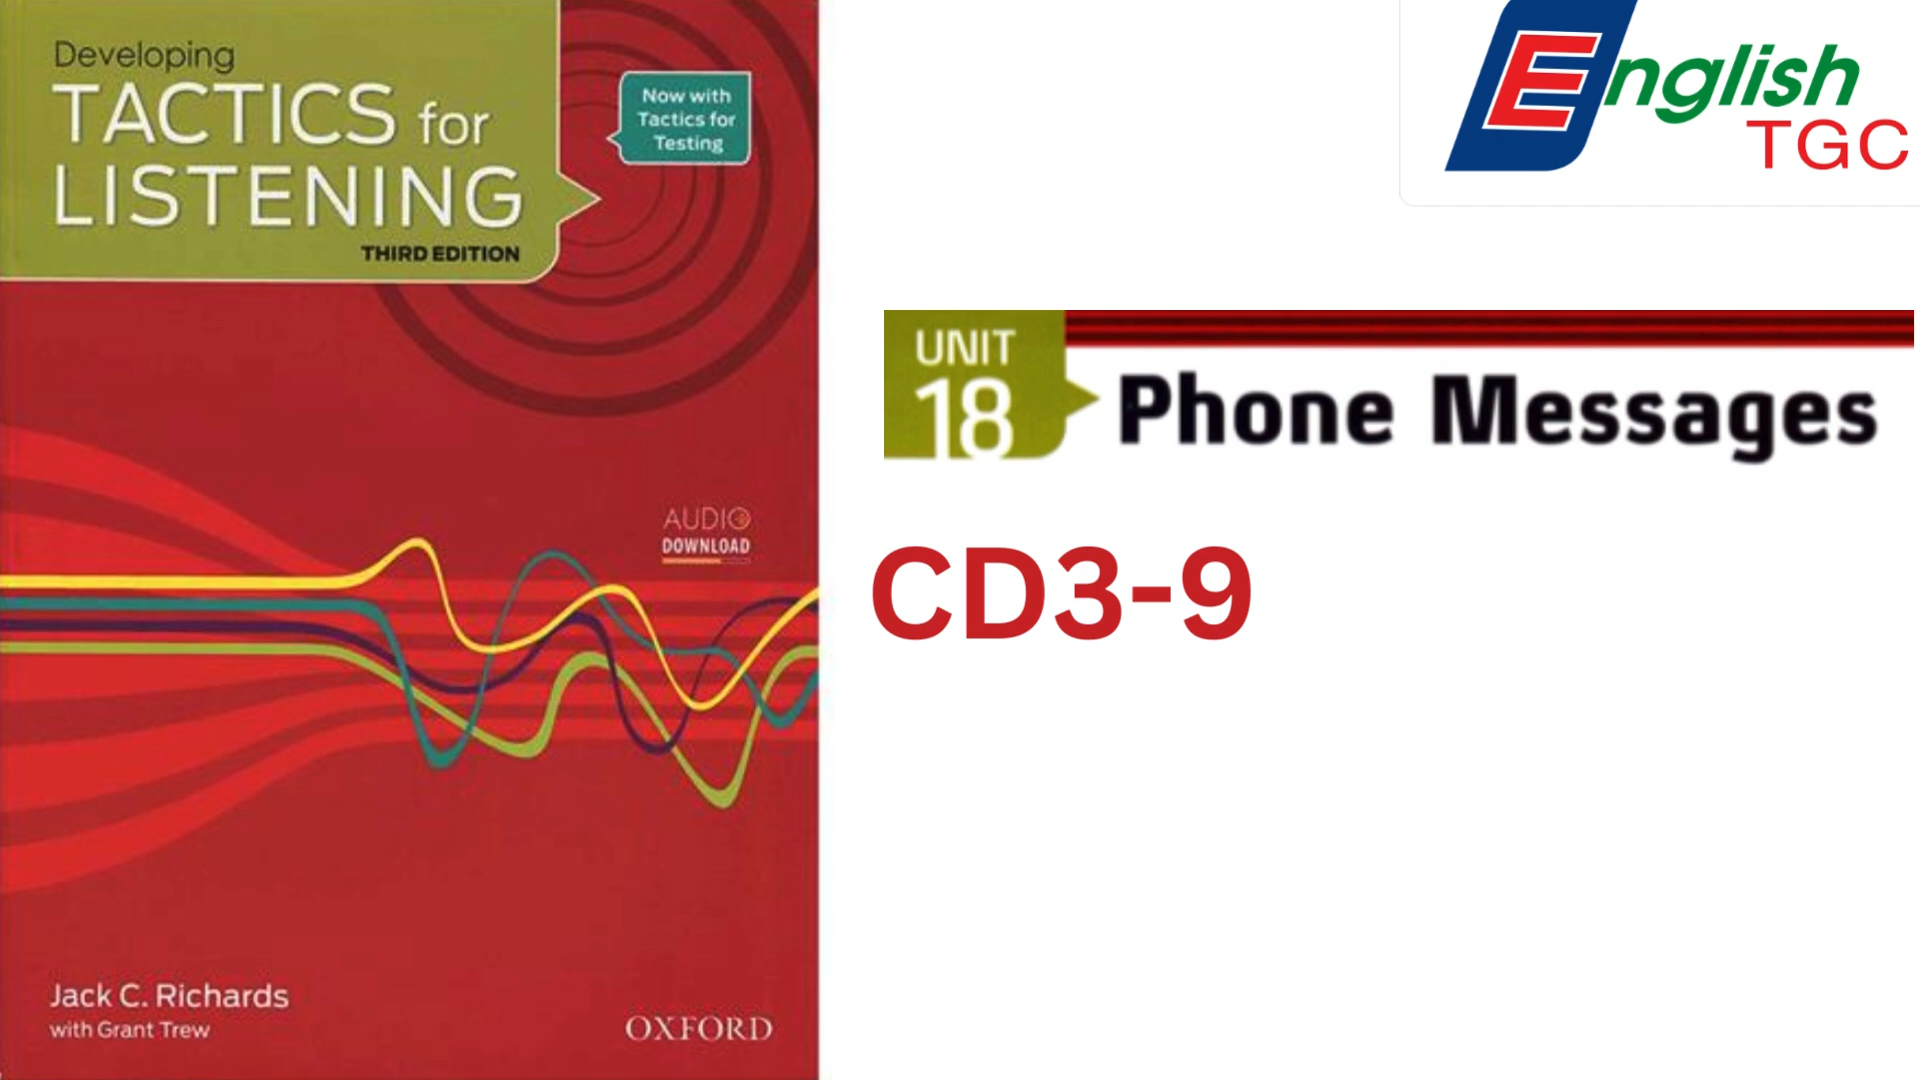 Developing
TACTICS for
LISTENING
THIRD EDITION
Now with
Tactics for
Testing
AUDIO
DOWNLOAD
Jack C. Richards
with Grant Trew
OXFORD
English
TGC
UNIT
18
Phone Messages
CD3-9